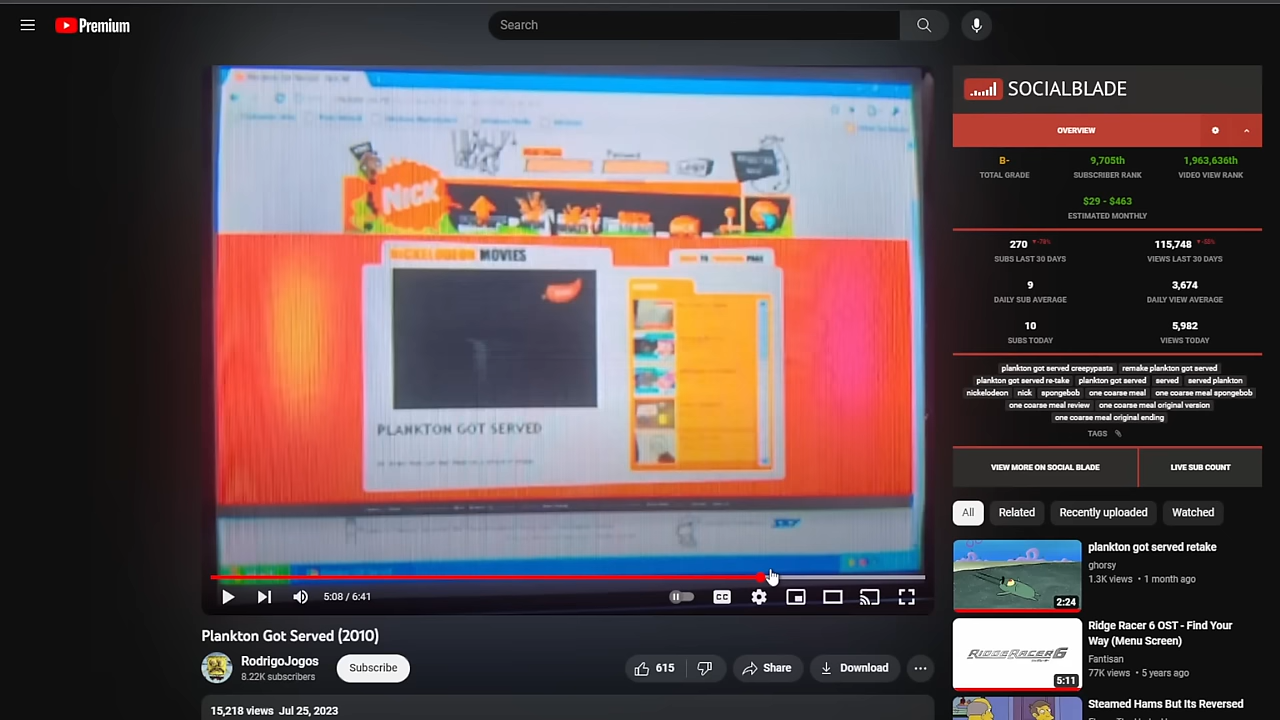 Premium
Search
SOCIALBLADE
OVERVIEW
B-
TOTAL GRADE
9,705th
SUBSCRIBER RANK
1,963,636th
VIDEO VIEW RANK
$29 - $463
ESTIMATED MONTHLY
270 -78%
SUBS LAST 30 DAYS
115,748
VIEWS LAST 30 DAYS
9
DAILY SUB AVERAGE
3,674
DAILY VIEW AVERAGE
10
SUBS TODAY
5,982
VIEWS TODAY
plankton got served creepypasta remake plankton got served
plankton got served re-take plankton got served served served plankton
nickelodeon nick spongebob one coarse meal one coarse meal spongebob
one coarse meal review one coarse meal original version
one coarse meal original ending
TAGS
VIEW MORE ON SOCIAL BLADE
LIVE SUB COUNT
NICK
NICKELODEON MOVIES
PLANKTON GOT SERVED
5:08 / 6:41
CC
Plankton Got Served (2010)
RodrigoJogos
8.22K subscribers
Subscribe
615
Share
Download
15,218 views Jul 25, 2023
All
Related
Recently uploaded
Watched
plankton got served retake
ghorsy
1.3K views • 1 month ago
2:24
RIDGE RACER 6
5:11
Ridge Racer 6 OST - Find Your
Way (Menu Screen)
Fantisan
77K views • 5 years ago
Steamed Hams But Its Reversed